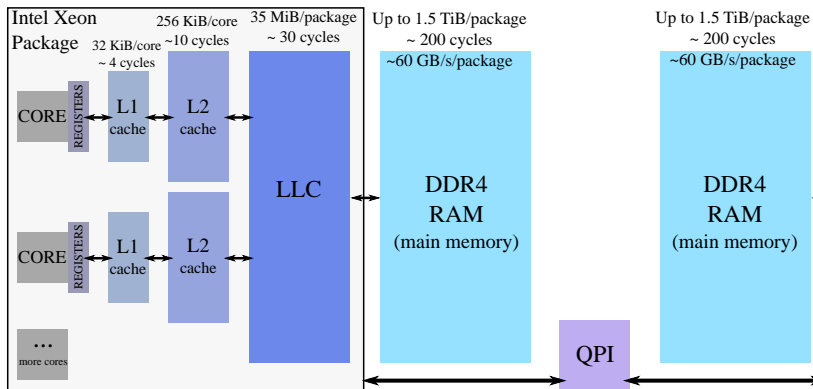 Intel Xeon
Package
32 KiB/core
~ 4 cycles
256 KiB/core
~10 cycles
35 MiB/package
~ 30 cycles
Up to 1.5 TiB/package
~ 200 cycles
~60 GB/s/package
Up to 1.5 TiB/package
~ 200 cycles
~60 GB/s/package
CORE
REGISTERS
L1
cache
L2
cache
LLC
DDR4
RAM
(main memory)
DDR4
RAM
(main memory)
CORE
REGISTERS
L1
cache
L2
cache
...
more cores
QPI